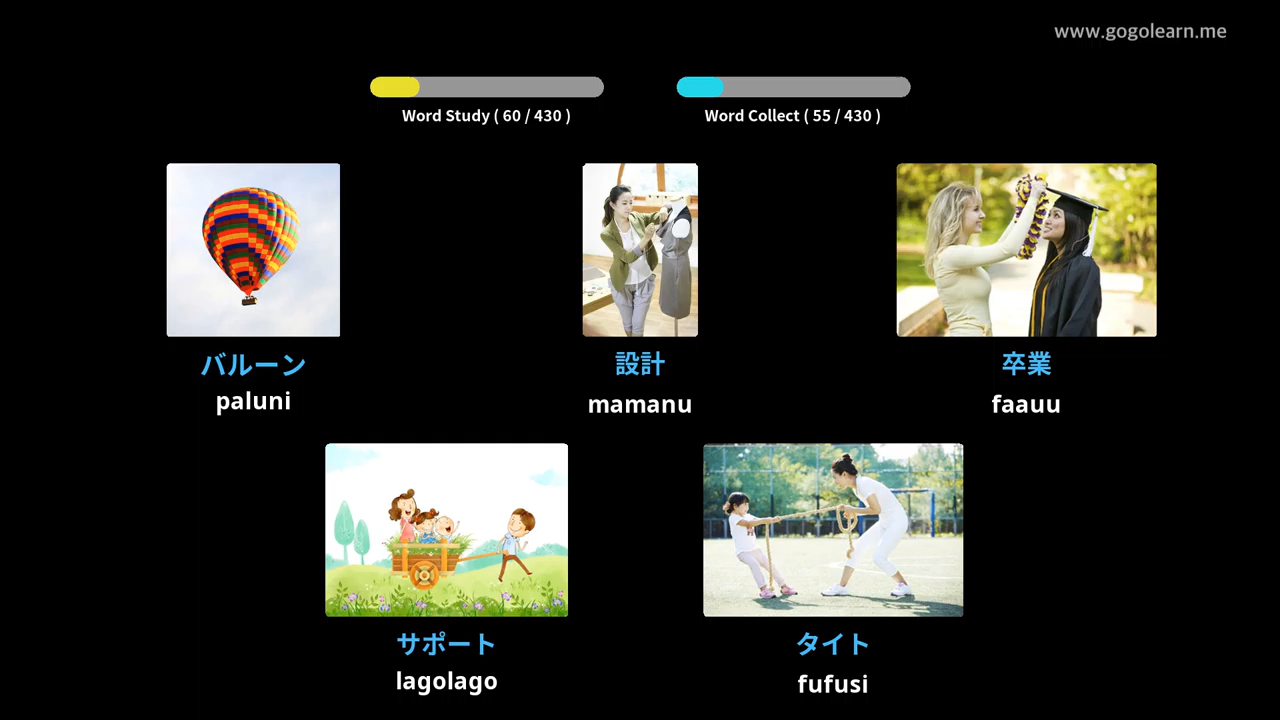 www.gogolearn.me
Word Study ( 60 / 430 )
Word Collect ( 55 / 430 )
バルーン
paluni
設計
mamanu
卒業
faauu
サポート
lagolago
タイト
fufusi